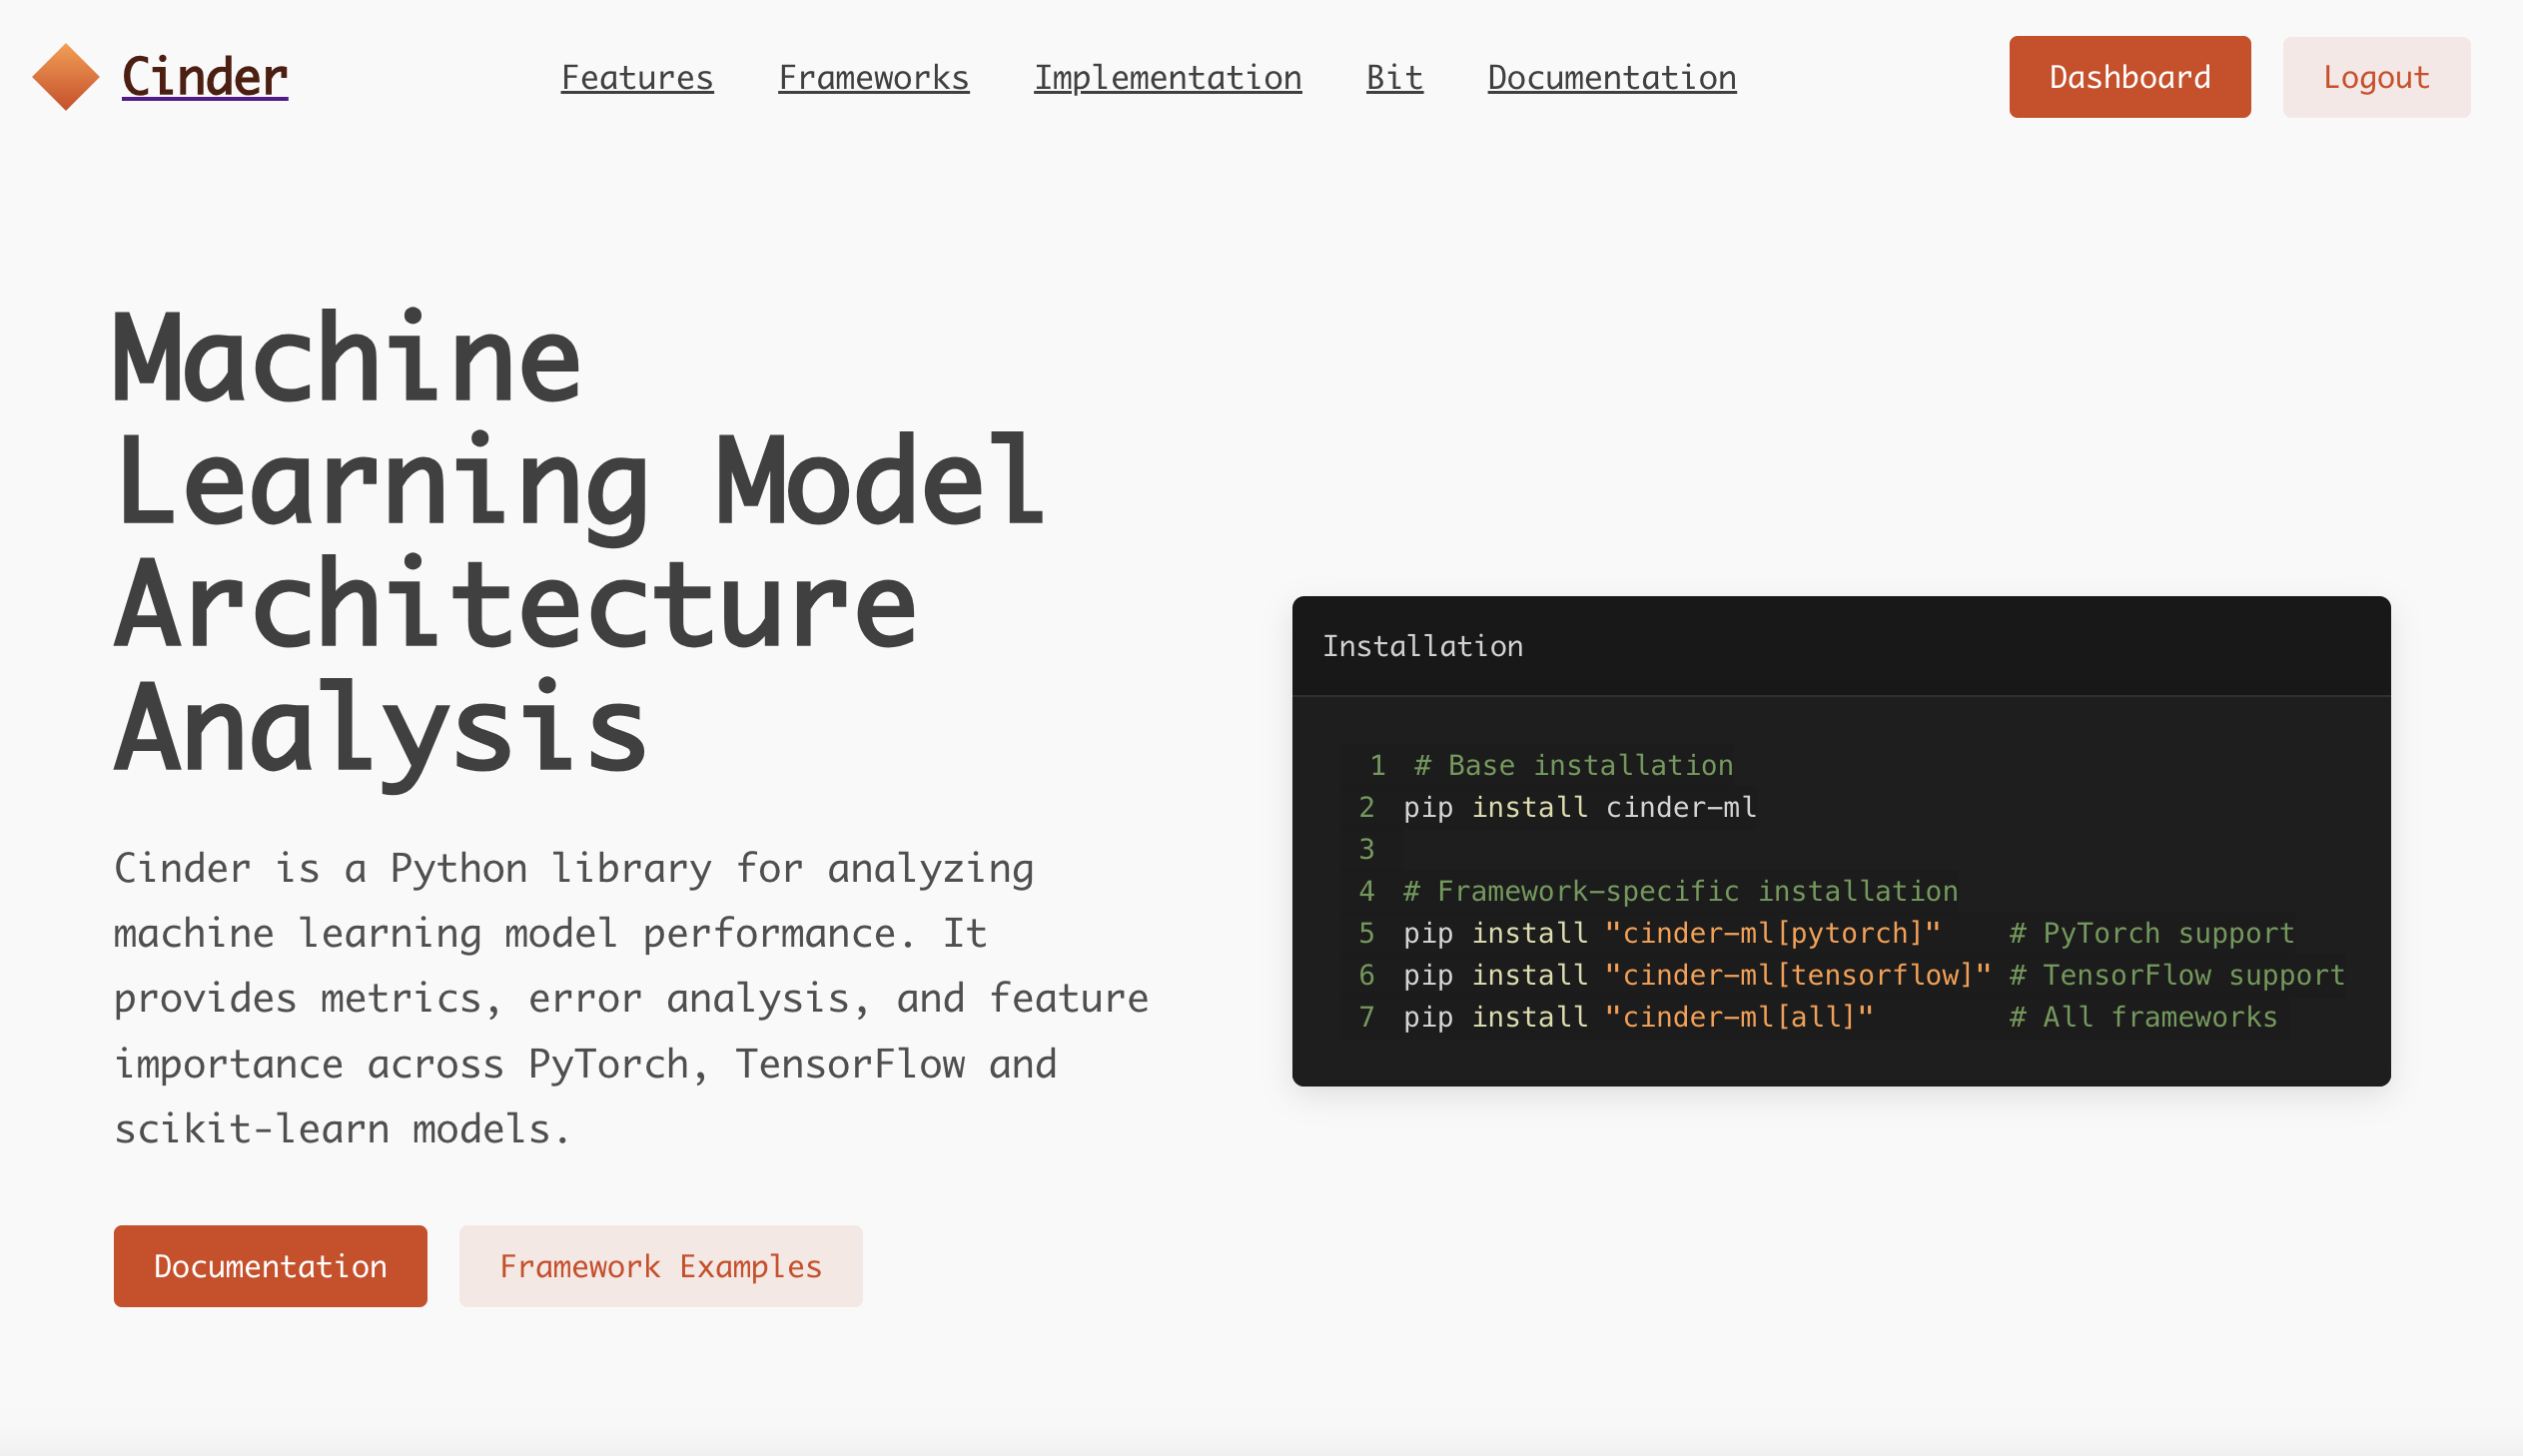 Cinder
Features Frameworks Implementation Bit Documentation
Dashboard Logout
Machine
Learning Model
Architecture
Analysis
Cinder is a Python library for analyzing
machine learning model performance. It
provides metrics, error analysis, and feature
importance across PyTorch, TensorFlow and
scikit-learn models.
Documentation Framework Examples
Installation
1 # Base installation
2 pip install cinder-ml
3
4 # Framework-specific installation
5 pip install "cinder-ml[pytorch]" # PyTorch support
6 pip install "cinder-ml[tensorflow]" # TensorFlow support
7 pip install "cinder-ml[all]" # All frameworks